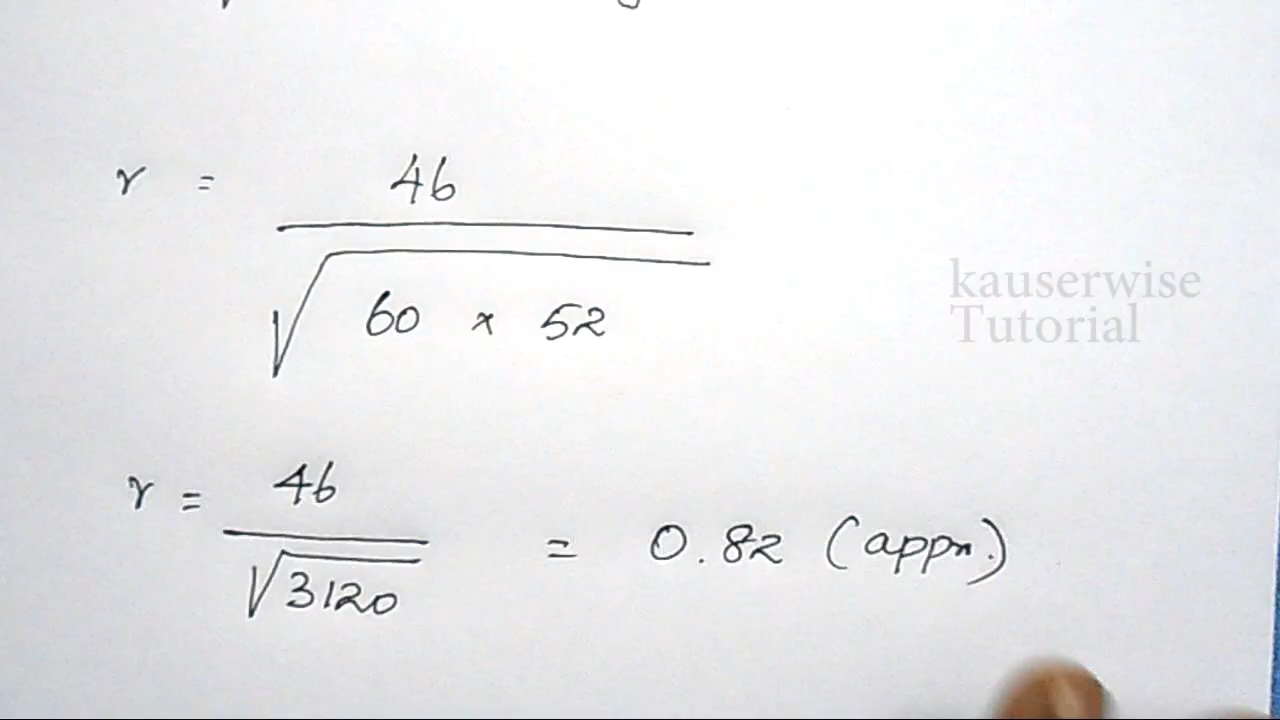 r = 46
√ 60 × 52
kauserwise
Tutorial
r = 46
√3120 = 0.82 (appx.)